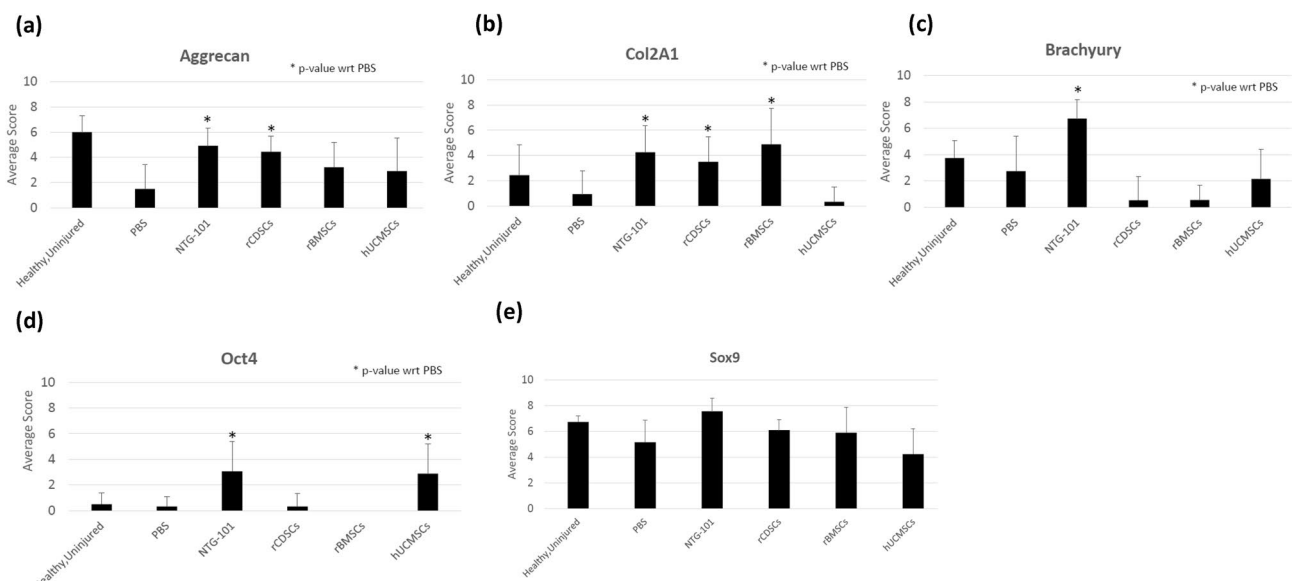 (a)
Aggrecan
* p-value wrt PBS
Average Score
10
8
6
4
2
0
*
*
Healthy,Uninjured
PBS
NTG-101
rCDSCs
rBMSCs
hUCMSCs
(b)
Col2A1
* p-value wrt PBS
Average Score
10
8
6
4
2
0
*
*
*
Healthy,Uninjured
PBS
NTG-101
rCDSCs
rBMSCs
hUCMSCs
(c)
Brachyury
* p-value wrt PBS
Average Score
10
8
6
4
2
0
*
Healthy,Uninjured
PBS
NTG-101
rCDSCs
rBMSCs
hUCMSCs
(d)
Oct4
* p-value wrt PBS
Average Score
10
8
6
4
2
0
*
*
Healthy,Uninjured
PBS
NTG-101
rCDSCs
rBMSCs
hUCMSCs
(e)
Sox9
Average Score
10
8
6
4
2
0
Healthy,Uninjured
PBS
NTG-101
rCDSCs
rBMSCs
hUCMSCs